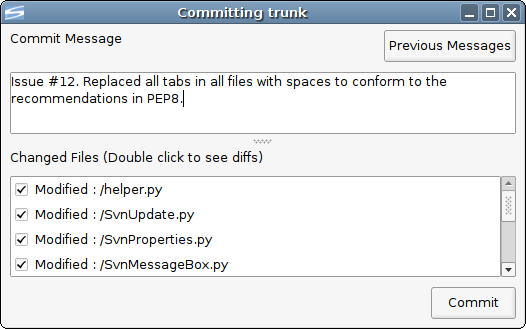 Committing trunk
Commit Message
Previous Messages
Issue #12. Replaced all tabs in all files with spaces to conform to the
recommendations in PEP8.
Changed Files (Double click to see diffs)
Modified : /helper.py
Modified : /SvnUpdate.py
Modified : /SvnProperties.py
Modified : /SvnMessageBox.py
Commit